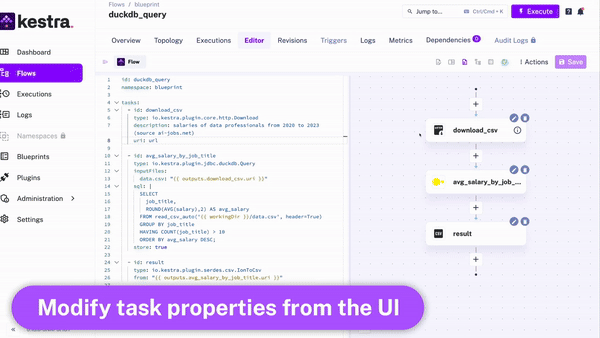 kestra.
Flows / blueprint
duckdb_query
Jump to...
Ctrl/Cmd + K
Execute
Overview
Topology
Executions
Editor
Revisions
Triggers
Logs
Metrics
Dependencies 0
Audit Logs
Dashboard
Flows
Executions
Logs
Namespaces
Blueprints
Plugins
Administration
Settings
Flow
Actions
Save
1 id: duckdb_query
2 namespace: blueprint
3
4 tasks:
5 - id: download_csv
6 type: io.kestra.plugin.core.http.Download
7 description: salaries of data professionals from 2020 to 2023
(source ai-jobs.net)
8 uri: url
9
10 - id: avg_salary_by_job_title
11 type: io.kestra.plugin.jdbc.duckdb.Query
12 inputFiles:
13 data.csv: "{{ outputs.download_csv.uri }}"
14 sql: |
15 SELECT
16 job_title,
17 ROUND(AVG(salary),2) AS avg_salary
18 FROM read_csv_auto('{{ workingDir }}/data.csv', header=True)
19 GROUP BY job_title
20 HAVING COUNT(job_title) > 10
21 ORDER BY avg_salary DESC;
22 store: true
23
24 - id: result
25 type: io.kestra.plugin.serdes.csv.IonToCsv
26 from: "{{ outputs.avg_salary_by_job_title.uri }}"
download_csv
avg_salary_by_job_...
CSV
result
Modify task properties from the UI